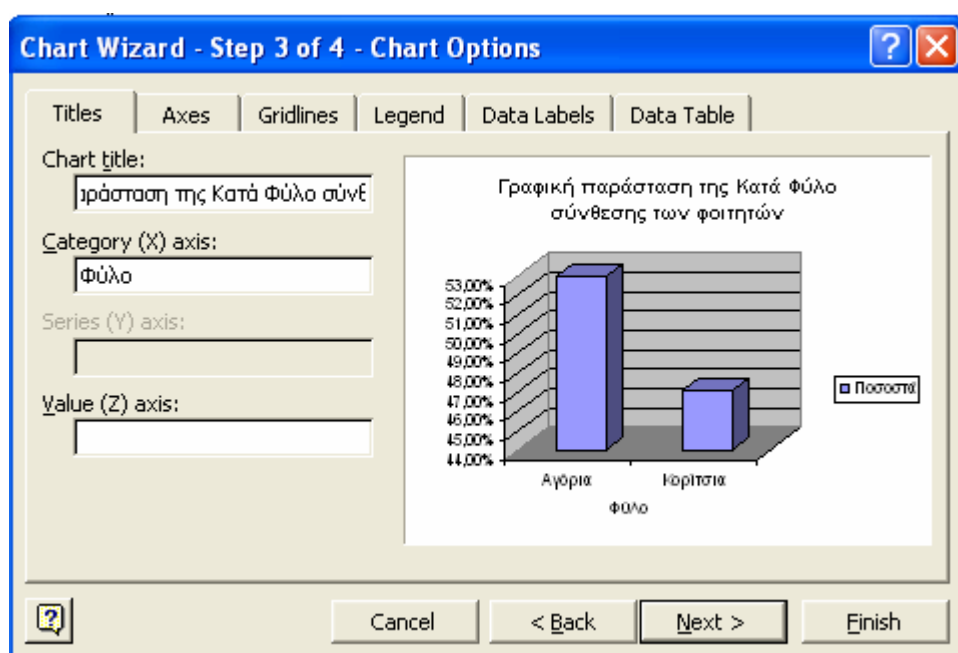 Chart Wizard - Step 3 of 4 - Chart Options
Titles Axes Gridlines Legend Data Labels Data Table
Chart title:
ιράσταση της Κατά Φύλο σύνθ
Category (X) axis:
Φύλο
Series (Y) axis:
Value (Z) axis:
Γραφική παράσταση της Κατά Φύλο
σύνθεσης των φοιτητών
53,00%
52,00%
51,00%
50,00%
49,00%
48,00%
47,00%
46,00%
45,00%
44,00%
Αγόρια Κορίτσια
Φύλο
Ποσοστά
Cancel < Back Next > Finish